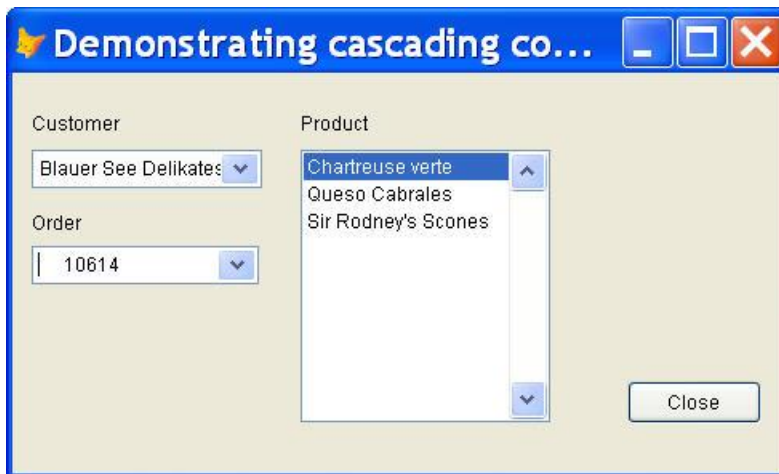 Demonstrating cascading co...
Customer
Product
Blauer See Delikates
Order
10614
Chartreuse verte
Queso Cabrales
Sir Rodney's Scones
Close